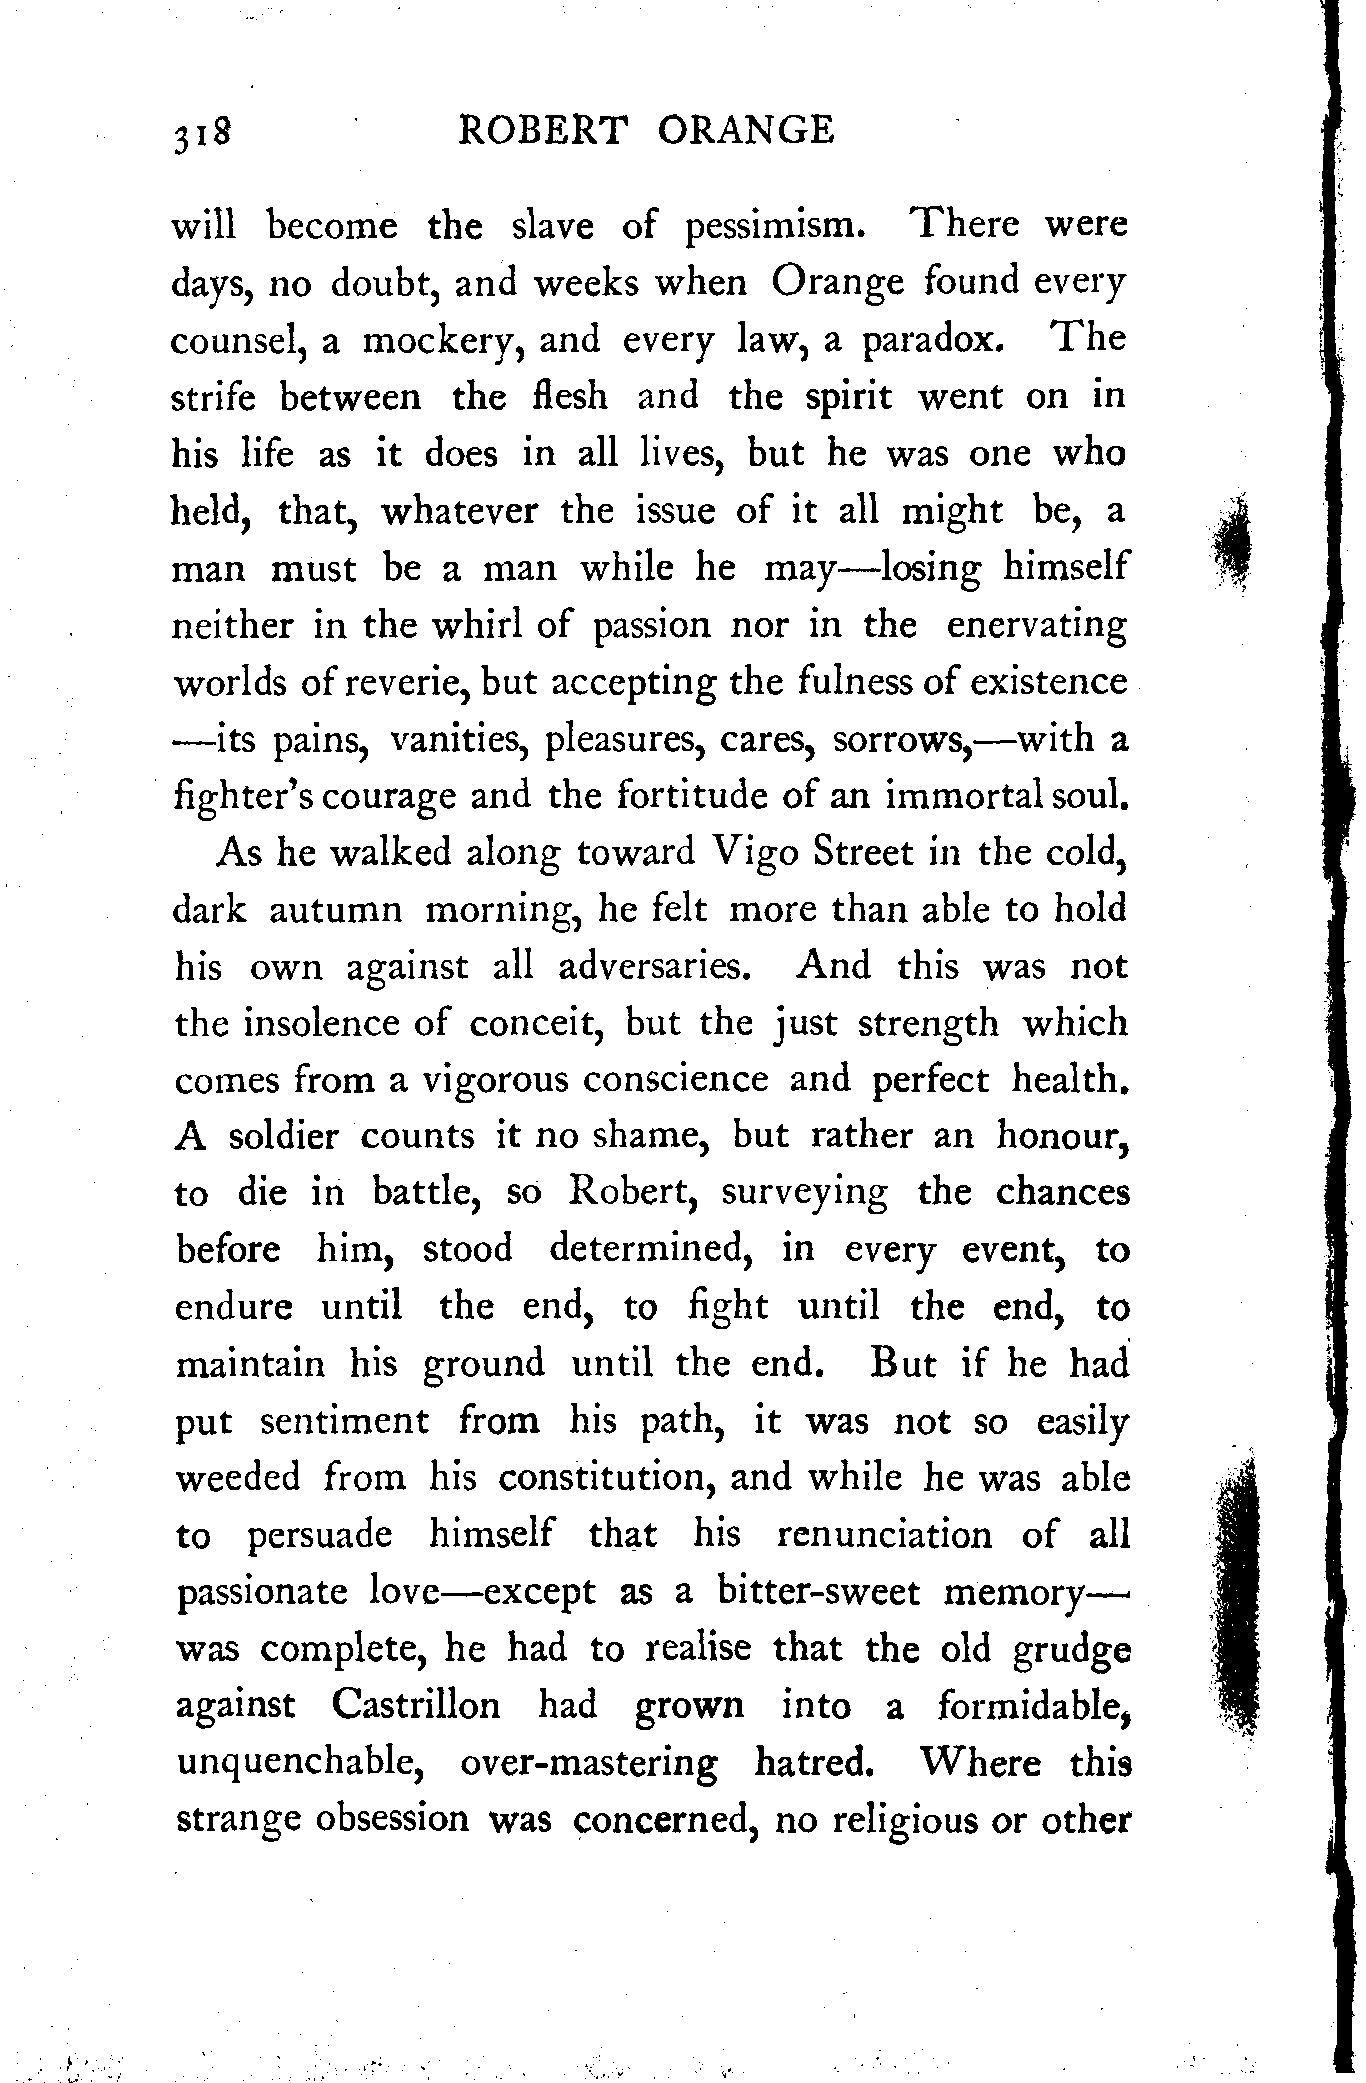 318 ROBERT ORANGE
will become the slave of pessimism. There were
days, no doubt, and weeks when Orange found every
counsel, a mockery, and every law, a paradox. The
strife between the flesh and the spirit went on in
his life as it does in all lives, but he was one who
held, that, whatever the issue of it all might be, a
man must be a man while he may—losing himself
neither in the whirl of passion nor in the enervating
worlds of reverie, but accepting the fulness of existence
—its pains, vanities, pleasures, cares, sorrows,—with a
fighter's courage and the fortitude of an immortal soul.
As he walked along toward Vigo Street in the cold,
dark autumn morning, he felt more than able to hold
his own against all adversaries. And this was not
the insolence of conceit, but the just strength which
comes from a vigorous conscience and perfect health.
A soldier counts it no shame, but rather an honour,
to die in battle, so Robert, surveying the chances
before him, stood determined, in every event, to
endure until the end, to fight until the end, to
maintain his ground until the end. But if he had
put sentiment from his path, it was not so easily
weeded from his constitution, and while he was able
to persuade himself that his renunciation of all
passionate love—except as a bitter-sweet memory—
was complete, he had to realise that the old grudge
against Castrillon had grown into a formidable,
unquenchable, over-mastering hatred. Where this
strange obsession was concerned, no religious or other